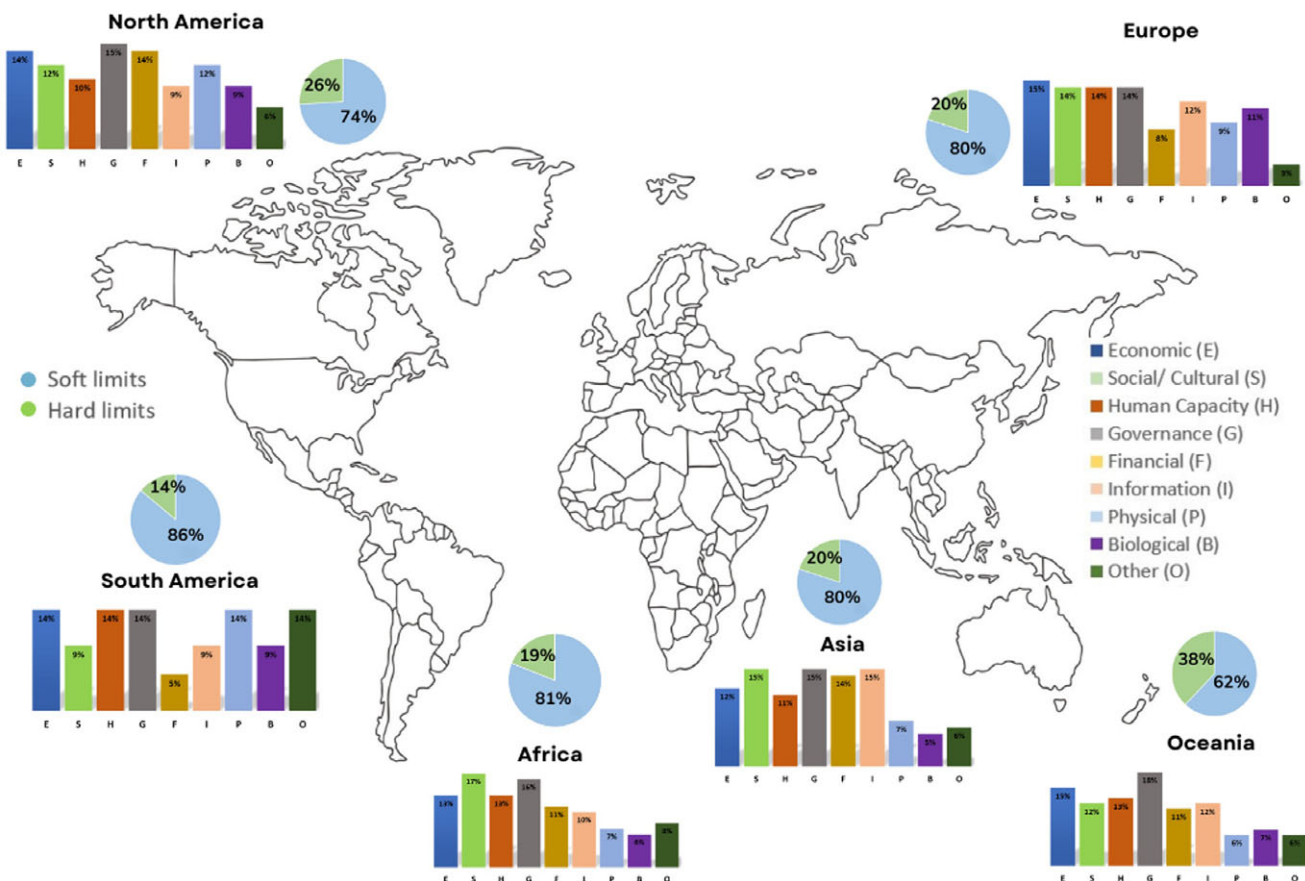 North America
14% 12% 10% 15% 14% 9% 12% 9% 6%
E S H G F I P B O
26%
74%
Europe
15% 14% 14% 14% 8% 12% 9% 11% 3%
E S H G F I P B O
20%
80%
Soft limits
Hard limits
Economic (E)
Social/ Cultural (S)
Human Capacity (H)
Governance (G)
Financial (F)
Information (I)
Physical (P)
Biological (B)
Other (O)
14%
86%
South America
14% 9% 14% 14% 5% 9% 14% 9% 14%
E S H G F I P B O
19%
81%
Africa
13% 17% 13% 16% 11% 10% 7% 6% 8%
E S H G F I P B O
20%
80%
Asia
12% 15% 11% 15% 14% 15% 7% 5% 6%
E S H G F I P B O
38%
62%
Oceania
15% 12% 13% 18% 11% 12% 6% 7% 6%
E S H G F I P B O